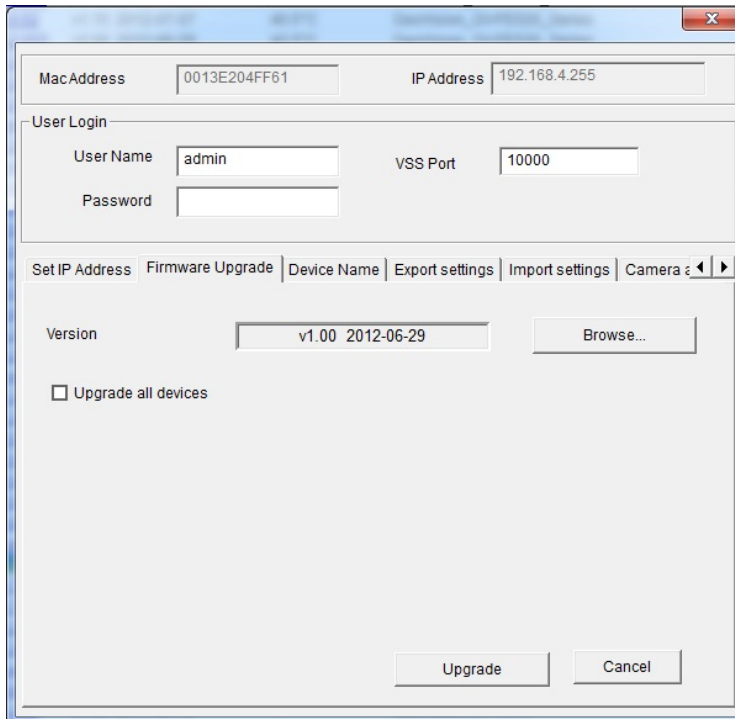 Mac Address 0013E204FF61 IP Address 192.168.4.255
User Login
User Name admin VSS Port 10000
Password
Set IP Address Firmware Upgrade Device Name Export settings Import settings Camera a
Version v1.00 2012-06-29 Browse...
Upgrade all devices
Upgrade Cancel